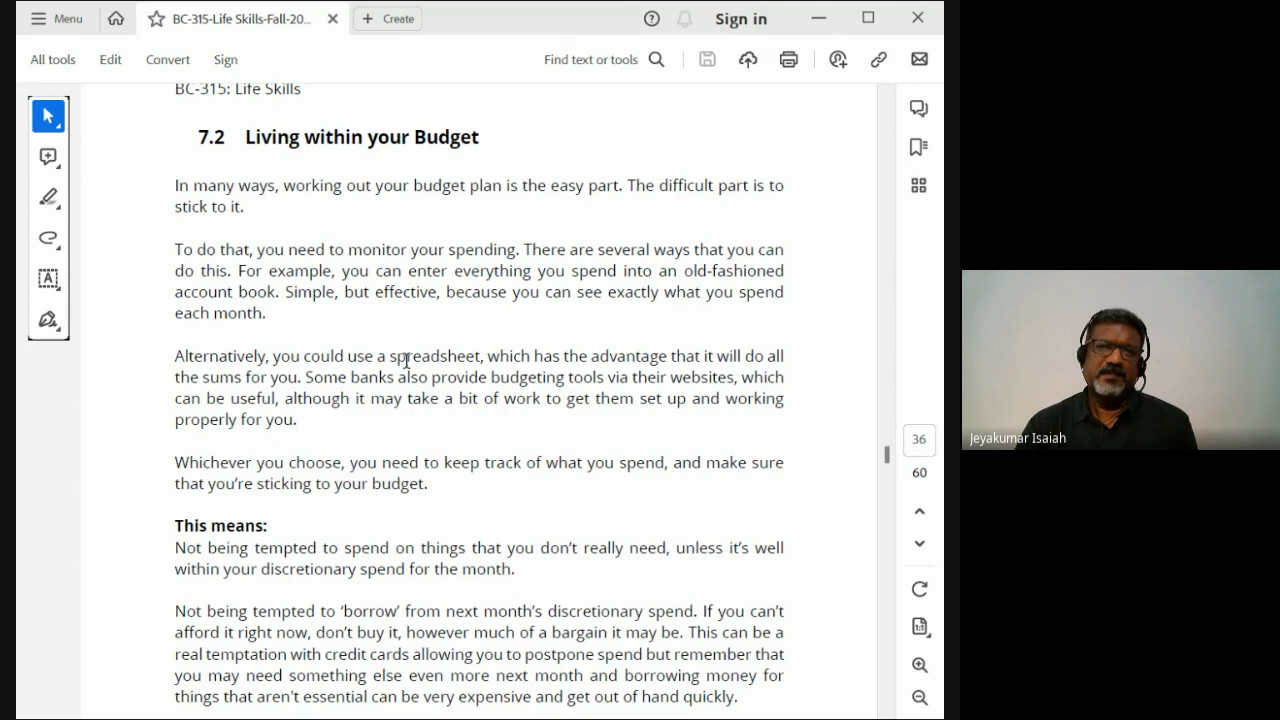 Menu
BC-315-Life Skills-Fall-20...
Create
Sign in
All tools
Edit
Convert
Sign
Find text or tools
BC-315: Life Skills
7.2 Living within your Budget
In many ways, working out your budget plan is the easy part. The difficult part is to
stick to it.
To do that, you need to monitor your spending. There are several ways that you can
do this. For example, you can enter everything you spend into an old-fashioned
account book. Simple, but effective, because you can see exactly what you spend
each month.
Alternatively, you could use a spreadsheet, which has the advantage that it will do all
the sums for you. Some banks also provide budgeting tools via their websites, which
can be useful, although it may take a bit of work to get them set up and working
properly for you.
Whichever you choose, you need to keep track of what you spend, and make sure
that you’re sticking to your budget.
This means:
Not being tempted to spend on things that you don’t really need, unless it’s well
within your discretionary spend for the month.
Not being tempted to ‘borrow’ from next month’s discretionary spend. If you can’t
afford it right now, don’t buy it, however much of a bargain it may be. This can be a
real temptation with credit cards allowing you to postpone spend but remember that
you may need something else even more next month and borrowing money for
things that aren't essential can be very expensive and get out of hand quickly.
36
60
1:1
Jeyakumar Isaiah